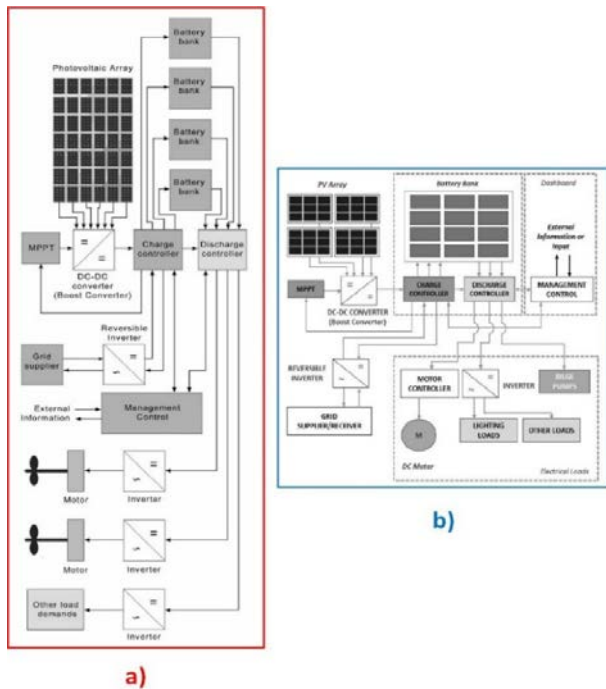 Battery
bank
Photovoltaic Array
Battery
bank
Battery
bank
Battery
bank
MPPT
DC-DC
converter
(Boost Converter)
Charge
controller
Discharge
controller
Reversible
Inverter
Grid
supplier
External
Information
Management
Control
Motor
Inverter
Motor
Inverter
Other load
demands
Inverter
a)
PV Array
Battery Bank
Dashboard
External
Information or
Input
MPPT
DC-DC CONVERTER
(Boost Converter)
CHARGE
CONTROLLER
DISCHARGE
CONTROLLER
MANAGEMENT
CONTROL
REVERSIBLE
INVERTER
GRID
SUPPLIER/RECEIVER
MOTOR
CONTROLLER
INVERTER
BILGE
PUMPS
M
DC Motor
LIGHTING
LOADS
OTHER LOADS
Electrical Loads
b)